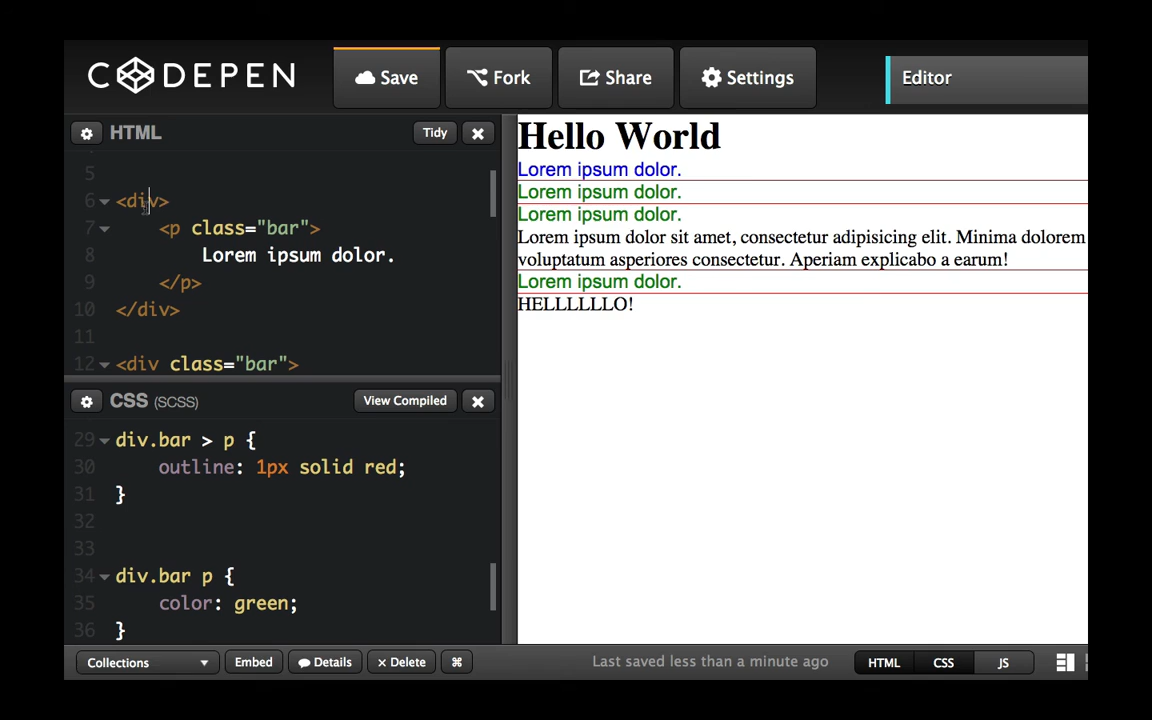 CODEPEN
Save
Fork
Share
Settings
Editor
HTML
Tidy
5
6 <div>
7 <p class="bar">
8 Lorem ipsum dolor.
9 </p>
10 </div>
11
12 <div class="bar">
CSS (SCSS)
View Compiled
29 div.bar > p {
30 outline: 1px solid red;
31 }
32
33
34 div.bar p {
35 color: green;
36 }
Hello World
Lorem ipsum dolor.
Lorem ipsum dolor.
Lorem ipsum dolor.
Lorem ipsum dolor sit amet, consectetur adipisicing elit. Minima dolorem
voluptatum asperiores consectetur. Aperiam explicabo a earum!
Lorem ipsum dolor.
HELLLLLLO!
Collections
Embed
Details
Delete
⌘
Last saved less than a minute ago
HTML
CSS
JS